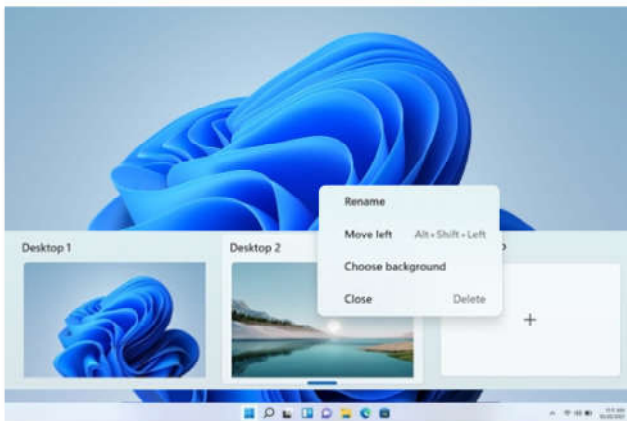 Rename
Move left Alt+Shift+Left
Choose background
Close Delete
Desktop 1
Desktop 2